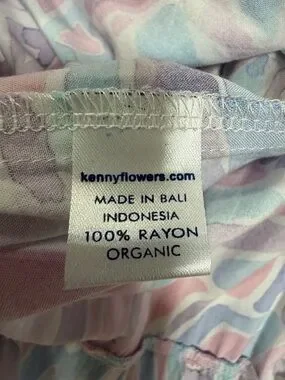 kennyflowers.com
MADE IN BALI
INDONESIA
100% RAYON
ORGANIC